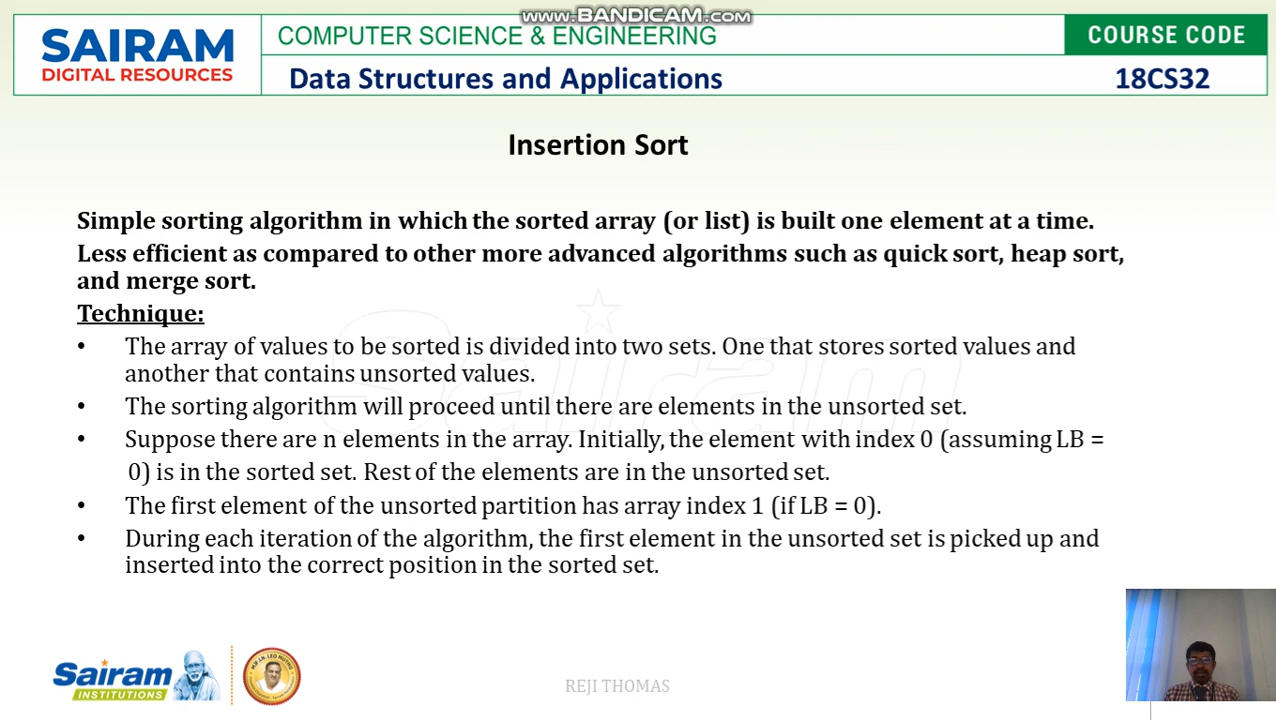 www.BANDICAM.com
SAIRAM
DIGITAL RESOURCES
COMPUTER SCIENCE & ENGINEERING
COURSE CODE
Data Structures and Applications
18CS32
Insertion Sort
Simple sorting algorithm in which the sorted array (or list) is built one element at a time.
Less efficient as compared to other more advanced algorithms such as quick sort, heap sort,
and merge sort.
Technique:
• The array of values to be sorted is divided into two sets. One that stores sorted values and
another that contains unsorted values.
• The sorting algorithm will proceed until there are elements in the unsorted set.
• Suppose there are n elements in the array. Initially, the element with index 0 (assuming LB =
0) is in the sorted set. Rest of the elements are in the unsorted set.
• The first element of the unsorted partition has array index 1 (if LB = 0).
• During each iteration of the algorithm, the first element in the unsorted set is picked up and
inserted into the correct position in the sorted set.
Sairam
Sairam
INSTITUTIONS
MJF. LN. LEO MUTHU
REJI THOMAS